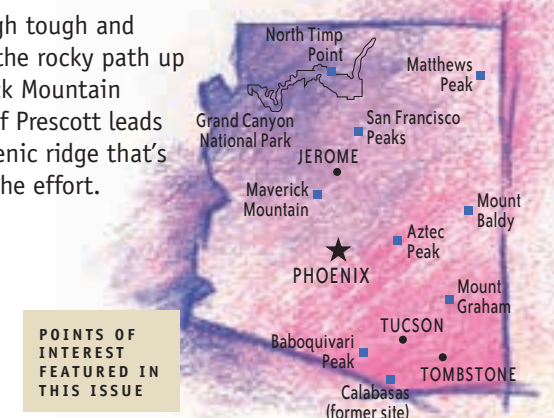 gh tough and
the rocky path up
ck Mountain
f Prescott leads
enic ridge that's
he effort.
North Timp
Point
Matthews
Peak
Grand Canyon
National Park
San Francisco
Peaks
JEROME
Maverick
Mountain
Mount
Baldy
Aztec
Peak
PHOENIX
Mount
Graham
TUCSON
Baboquivari
Peak
TOMBSTONE
Calabasas
(former site)
POINTS OF
INTEREST
FEATURED IN
THIS ISSUE